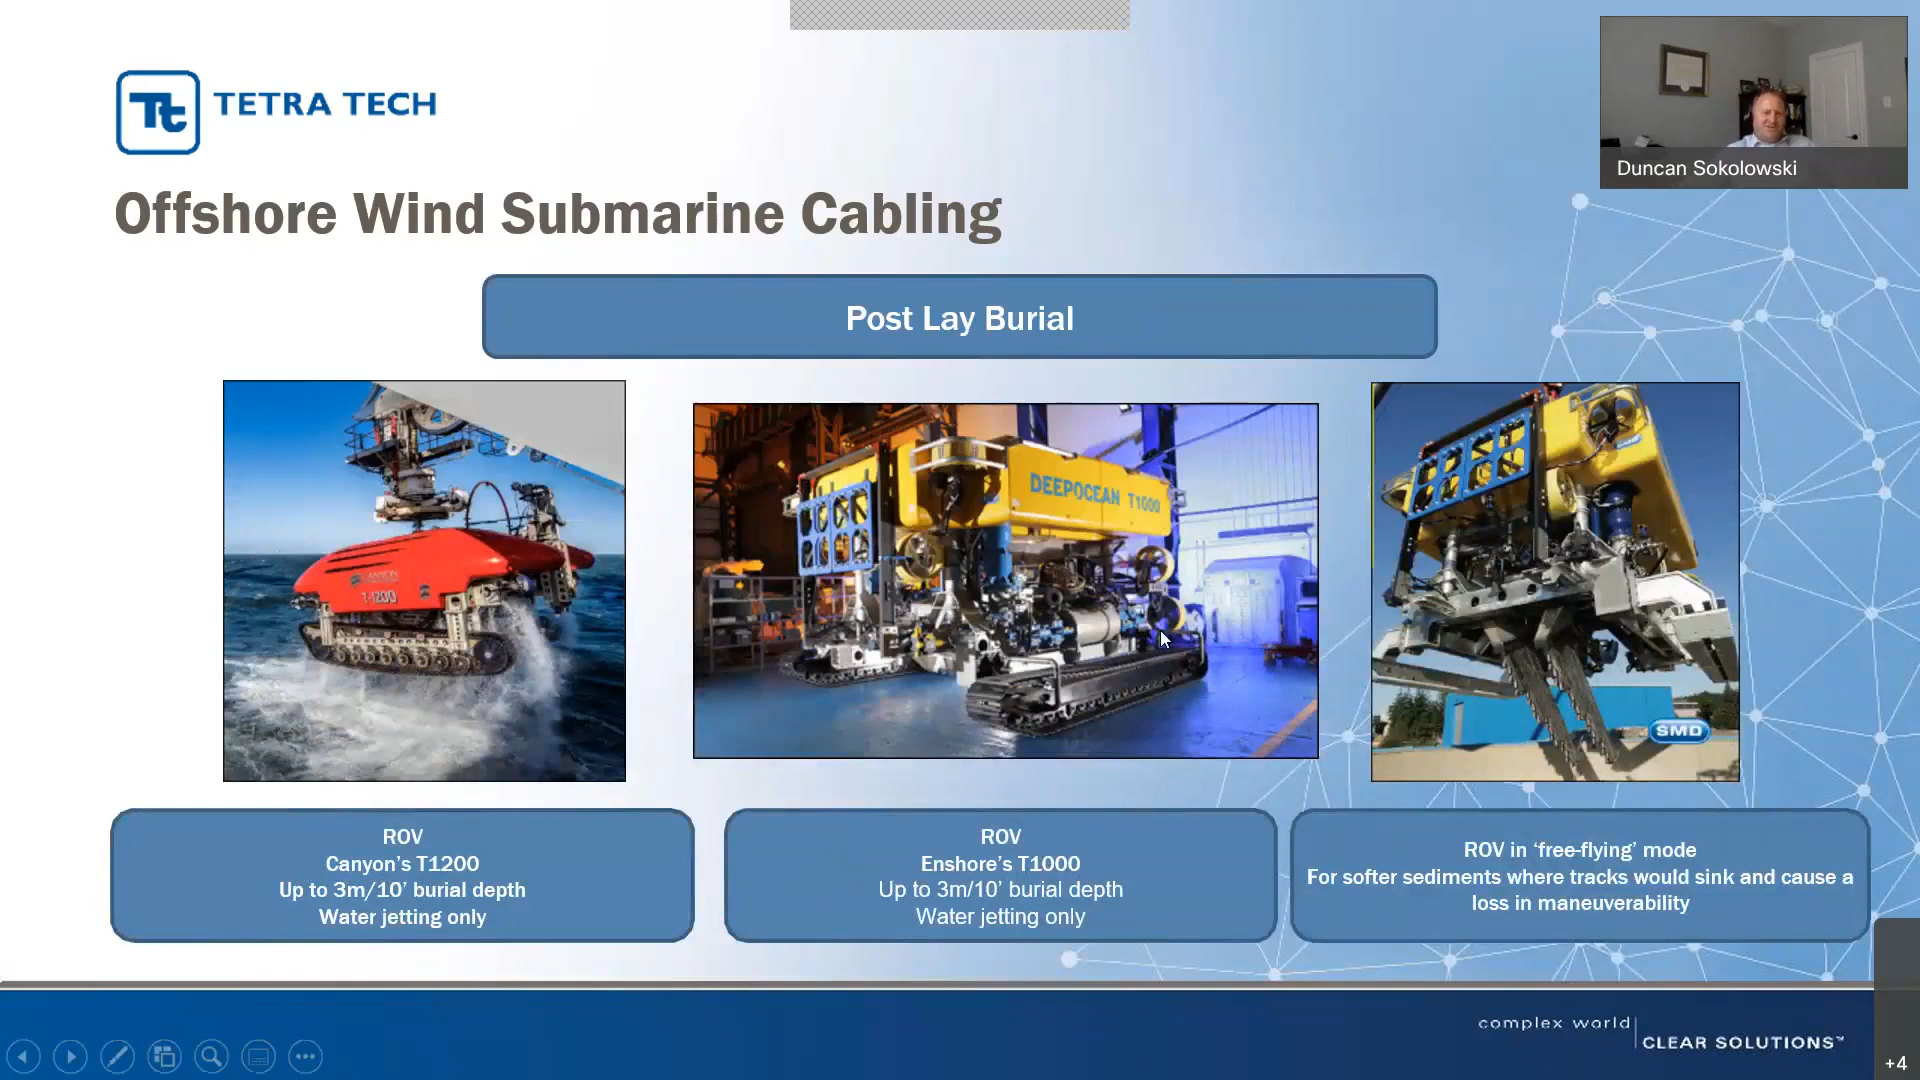 TETRA TECH
Duncan Sokolowski
Offshore Wind Submarine Cabling
Post Lay Burial
CANYON
T-1200
DEEPOCEAN T1000
SMD
ROV
Canyon's T1200
Up to 3m/10' burial depth
Water jetting only
ROV
Enshore's T1000
Up to 3m/10' burial depth
Water jetting only
ROV in ‘free-flying’ mode
For softer sediments where tracks would sink and cause a
loss in maneuverability
complex world
CLEAR SOLUTIONS™
+4